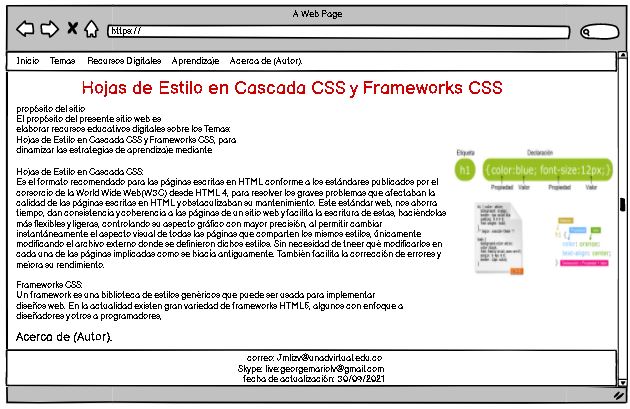 A Web Page
https://
Inicio Temas Recursos Digitales Aprendizaje Acerca de (Autor).
Hojas de Estilo en Cascada CSS y Frameworks CSS
propósito del sitio
El propósito del presente sitio web es
elaborar recursos educativos digitales sobre los Temas:
Hojas de Estilo en Cascada CSS y Frameworks CSS, para
dinamizar las estrategias de aprendizaje mediante
Hojas de Estilo en Cascada CSS:
Es el formato recomendado para las páginas escritas en HTML conforme a los estándares publicados por el
consorcio de la World Wide Web(W3C) desde HTML 4, para resolver los graves problemas que afectaban la
calidad de las páginas escritas en HTML y obstaculizaban su mantenimiento. Este estándar web, nos ahorra
tiempo, dan consistencia y coherencia a las páginas de un sitio web y facilita la escritura de estas, haciéndolas
más flexibles y ligeras, controlando su aspecto gráfico con mayor precisión, al permitir cambiar
instantáneamente el aspecto visual de todas las páginas que comparten los mismos estilos, únicamente
modificando el archivo externo donde se definieron dichos estilos. Sin necesidad de tneer qué modificarlos en
cada una de las páginas implicadas como se hacía antiguamente. También facilita la corrección de errores y
mejora su rendimiento.
Frameworks CSS:
Un framework es una biblioteca de estilos genéricos que puede ser usada para implementar
diseños web. En la actualidad existen gran variedad de frameworks HTML5, algunos con enfoque a
diseñadores y otros a programadores,
Acerca de (Autor).
Etiqueta Declaración
h1 {color:blue; font-size:12px;}
Propiedad Valor Propiedad Valor
h1 {
color: orange;
text-align: center;
correo: Jmlizv@unadvirtual.edu.co
Skype: live:georgemariolv@gmail.com
fecha de actualización: 30/09/2021